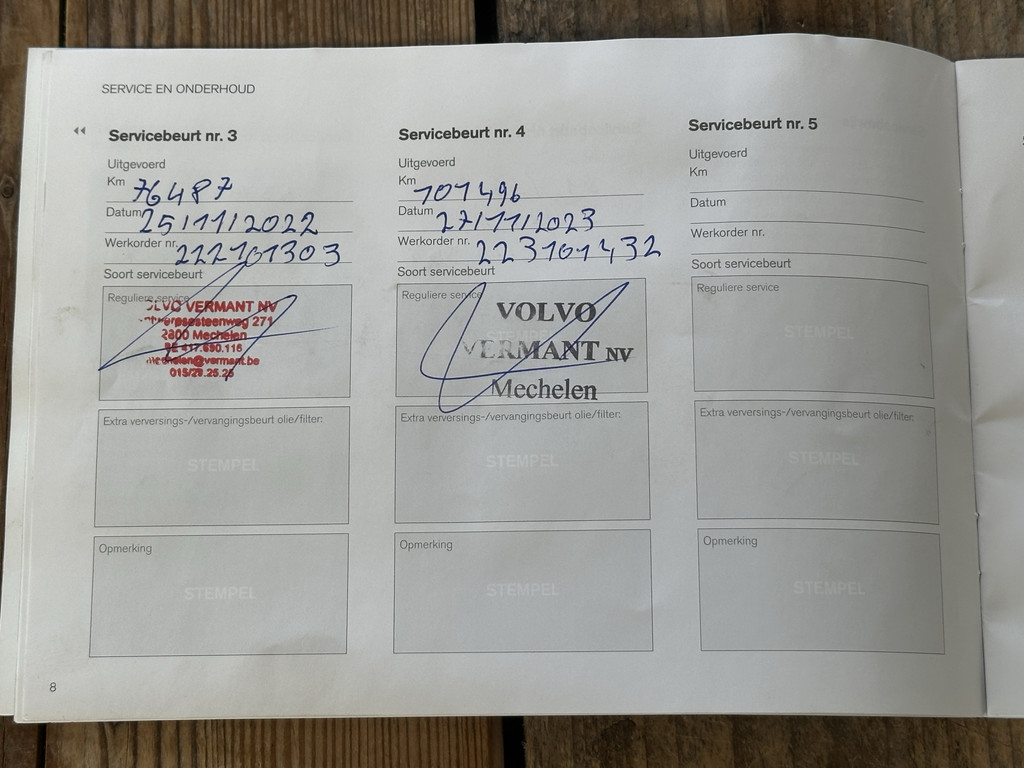 SERVICE EN ONDERHOUD
Servicebeurt nr. 3
Uitgevoerd
Km 76487
Datum 25/11/2022
Werkorder nr. 222101303
Soort servicebeurt
Reguliere service
VERMANT NV
271
2800 Mechelen
015/29.25.25
Extra verversings-/vervangingsbeurt olie/filter:
STEMPEL
Opmerking
STEMPEL
Servicebeurt nr. 4
Uitgevoerd
Km 101496
Datum 27/11/2023
Werkorder nr. 223101432
Soort servicebeurt
Reguliere service
STEMPEL
VOLVO
VERMANT NV
Mechelen
Extra verversings-/vervangingsbeurt olie/filter:
STEMPEL
Opmerking
STEMPEL
Servicebeurt nr. 5
Uitgevoerd
Km
Datum
Werkorder nr.
Soort servicebeurt
Reguliere service
STEMPEL
Extra verversings-/vervangingsbeurt olie/filter:
STEMPEL
Opmerking
STEMPEL
8